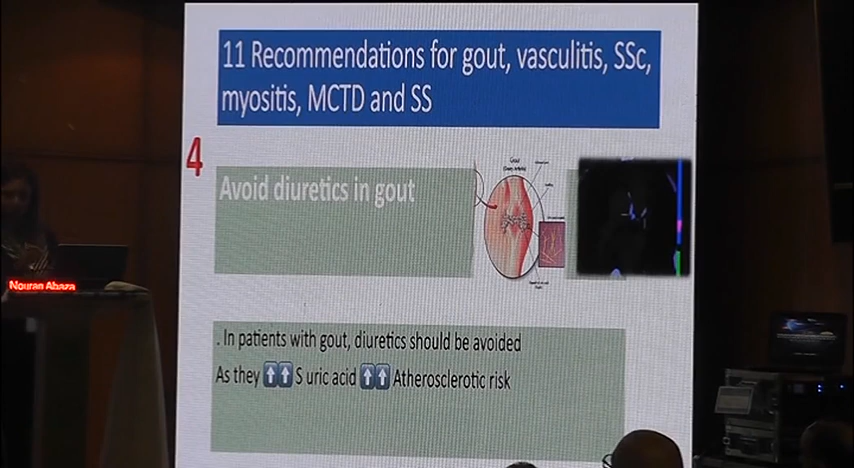 11 Recommendations for gout, vasculitis, SSc,
myositis, MCTD and SS
4
Avoid diuretics in gout
Gout
Nouran Abaza
. In patients with gout, diuretics should be avoided
As they ⬆⬆ S uric acid ⬆⬆ Atherosclerotic risk